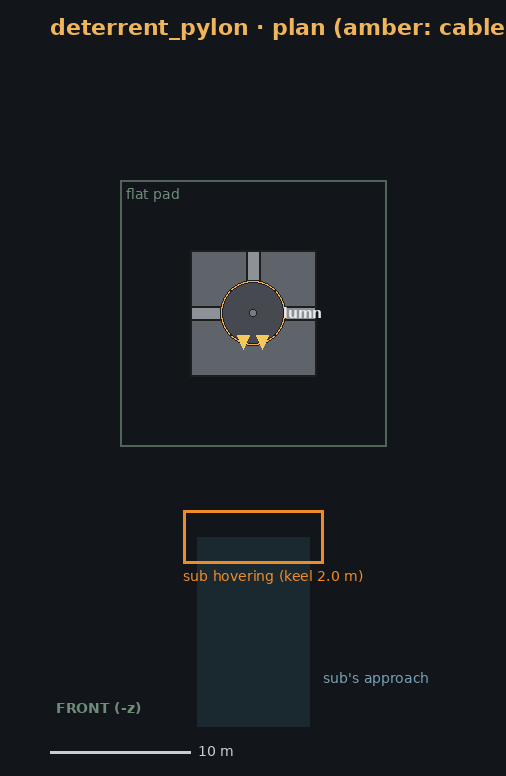 deterrent_pylon · plan (amber: cable
flat pad
lumn
sub hovering (keel 2.0 m)
sub's approach
FRONT (-z)
10 m